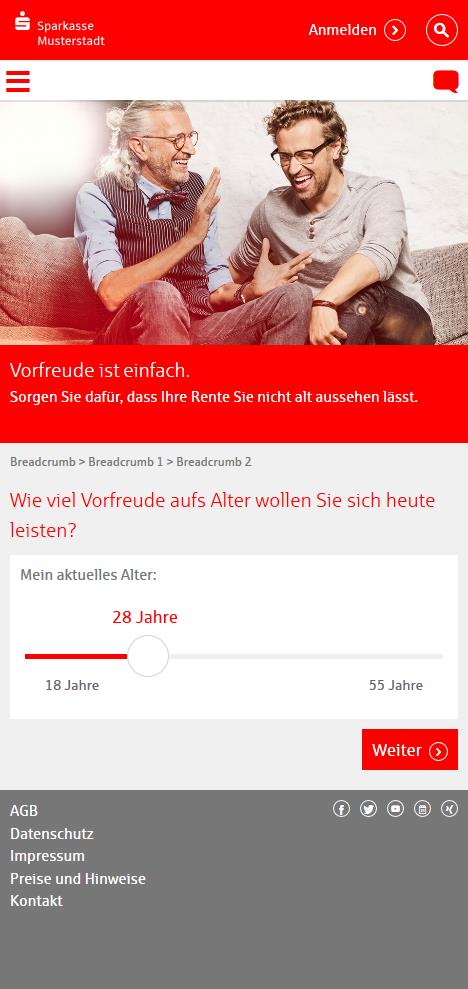 Sparkasse
Musterstadt
Anmelden
Vorfreude ist einfach.
Sorgen Sie dafür, dass Ihre Rente Sie nicht alt aussehen lässt.
Breadcrumb > Breadcrumb 1 > Breadcrumb 2
Wie viel Vorfreude aufs Alter wollen Sie sich heute
leisten?
Mein aktuelles Alter:
28 Jahre
18 Jahre 55 Jahre
Weiter
AGB
Datenschutz
Impressum
Preise und Hinweise
Kontakt